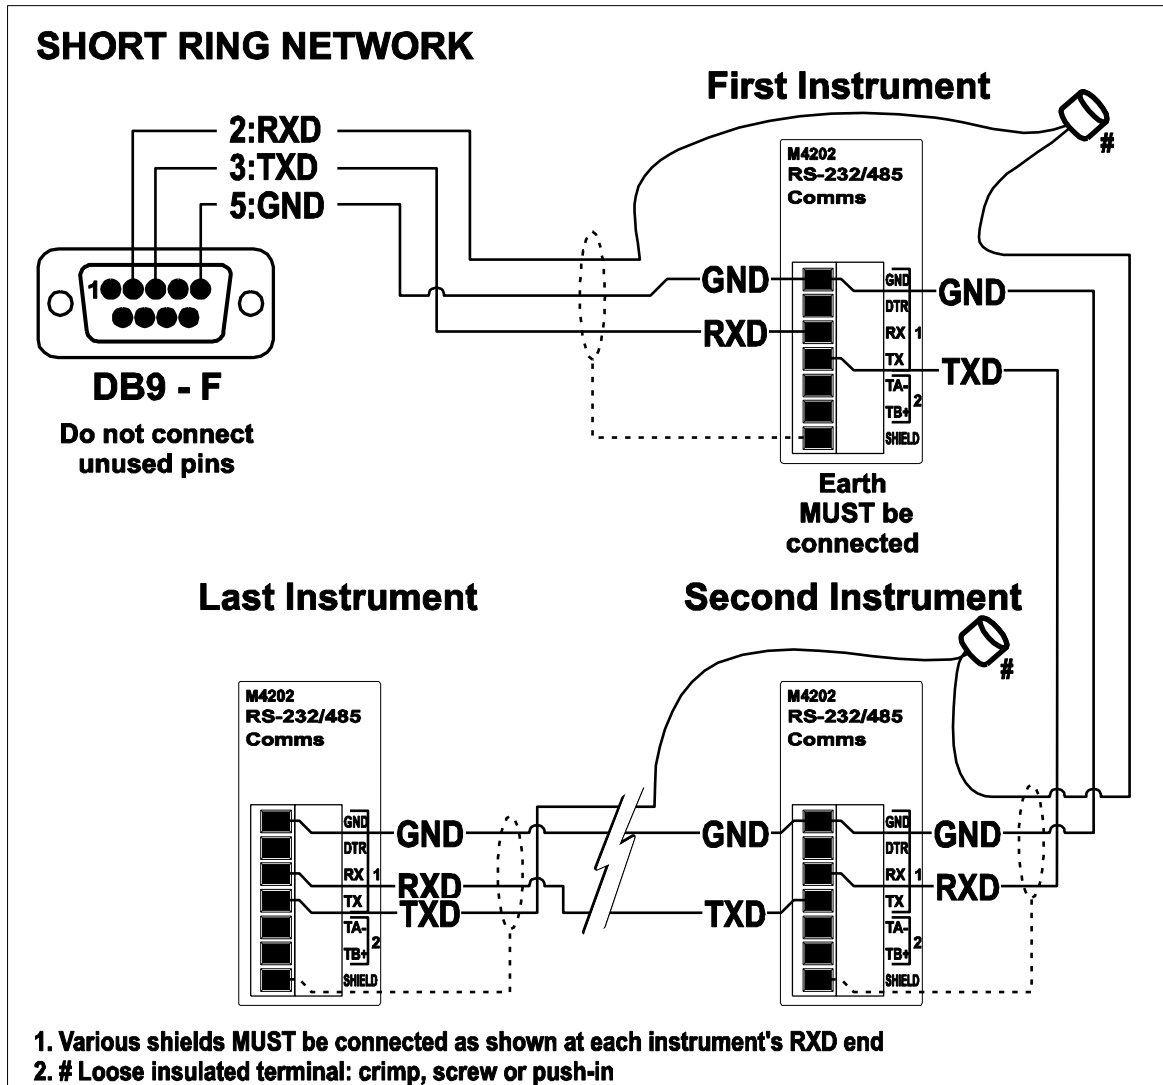 SHORT RING NETWORK
First Instrument
2:RXD
3:TXD
5:GND
#
M4202
RS-232/485
Comms
1
GND
GND
GND
DTR
RXD
RX 1
TX
TXD
TA-
2
TB+
SHIELD
DB9 - F
Do not connect
unused pins
Earth
MUST be
connected
Last Instrument
Second Instrument
#
M4202
RS-232/485
Comms
GND
GND
DTR
RX 1
RXD
TX
TXD
TA-
2
TB+
SHIELD
M4202
RS-232/485
Comms
GND
GND
GND
DTR
RX 1
RXD
TXD
TX
TA-
2
TB+
SHIELD
1. Various shields MUST be connected as shown at each instrument's RXD end
2. # Loose insulated terminal: crimp, screw or push-in